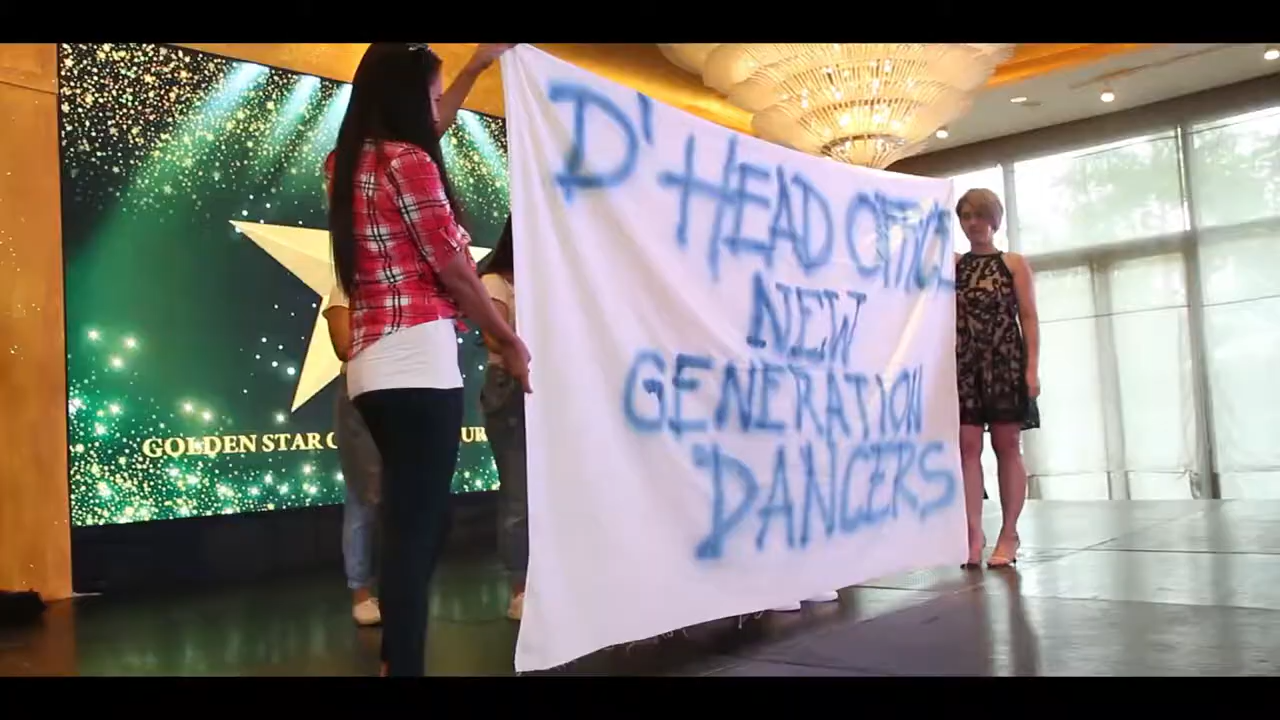 D' HEAD OFFICE
NEW
GENERATION
DANCERS
GOLDEN STAR